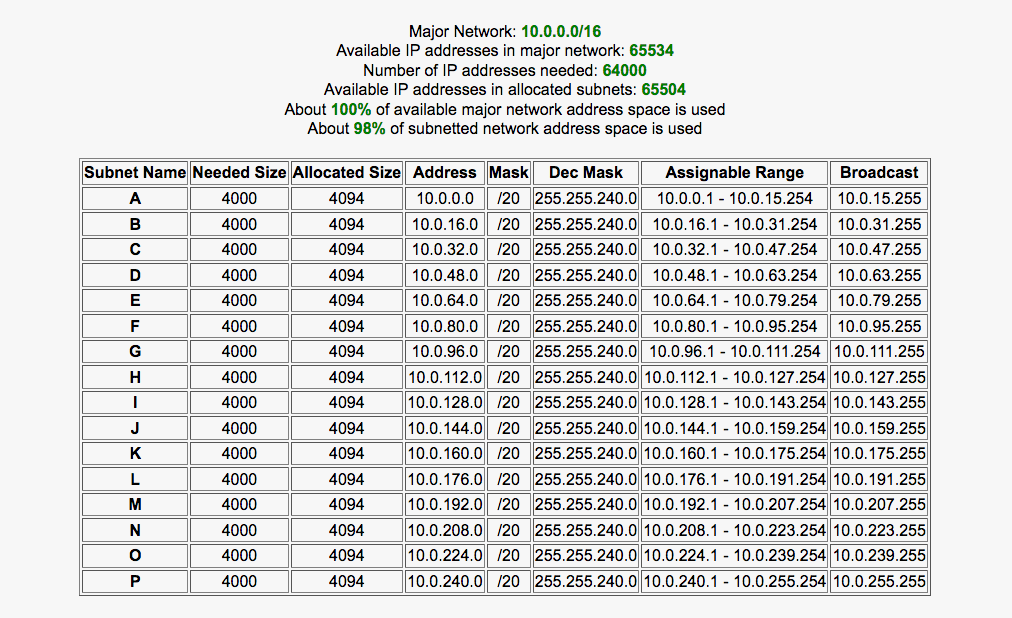 Major Network: 10.0.0.0/16
Available IP addresses in major network: 65534
Number of IP addresses needed: 64000
Available IP addresses in allocated subnets: 65504
About 100% of available major network address space is used
About 98% of subnetted network address space is used
Subnet Name Needed Size Allocated Size Address Mask Dec Mask Assignable Range Broadcast
A 4000 4094 10.0.0.0 /20 255.255.240.0 10.0.0.1 - 10.0.15.254 10.0.15.255
B 4000 4094 10.0.16.0 /20 255.255.240.0 10.0.16.1 - 10.0.31.254 10.0.31.255
C 4000 4094 10.0.32.0 /20 255.255.240.0 10.0.32.1 - 10.0.47.254 10.0.47.255
D 4000 4094 10.0.48.0 /20 255.255.240.0 10.0.48.1 - 10.0.63.254 10.0.63.255
E 4000 4094 10.0.64.0 /20 255.255.240.0 10.0.64.1 - 10.0.79.254 10.0.79.255
F 4000 4094 10.0.80.0 /20 255.255.240.0 10.0.80.1 - 10.0.95.254 10.0.95.255
G 4000 4094 10.0.96.0 /20 255.255.240.0 10.0.96.1 - 10.0.111.254 10.0.111.255
H 4000 4094 10.0.112.0 /20 255.255.240.0 10.0.112.1 - 10.0.127.254 10.0.127.255
I 4000 4094 10.0.128.0 /20 255.255.240.0 10.0.128.1 - 10.0.143.254 10.0.143.255
J 4000 4094 10.0.144.0 /20 255.255.240.0 10.0.144.1 - 10.0.159.254 10.0.159.255
K 4000 4094 10.0.160.0 /20 255.255.240.0 10.0.160.1 - 10.0.175.254 10.0.175.255
L 4000 4094 10.0.176.0 /20 255.255.240.0 10.0.176.1 - 10.0.191.254 10.0.191.255
M 4000 4094 10.0.192.0 /20 255.255.240.0 10.0.192.1 - 10.0.207.254 10.0.207.255
N 4000 4094 10.0.208.0 /20 255.255.240.0 10.0.208.1 - 10.0.223.254 10.0.223.255
O 4000 4094 10.0.224.0 /20 255.255.240.0 10.0.224.1 - 10.0.239.254 10.0.239.255
P 4000 4094 10.0.240.0 /20 255.255.240.0 10.0.240.1 - 10.0.255.254 10.0.255.255